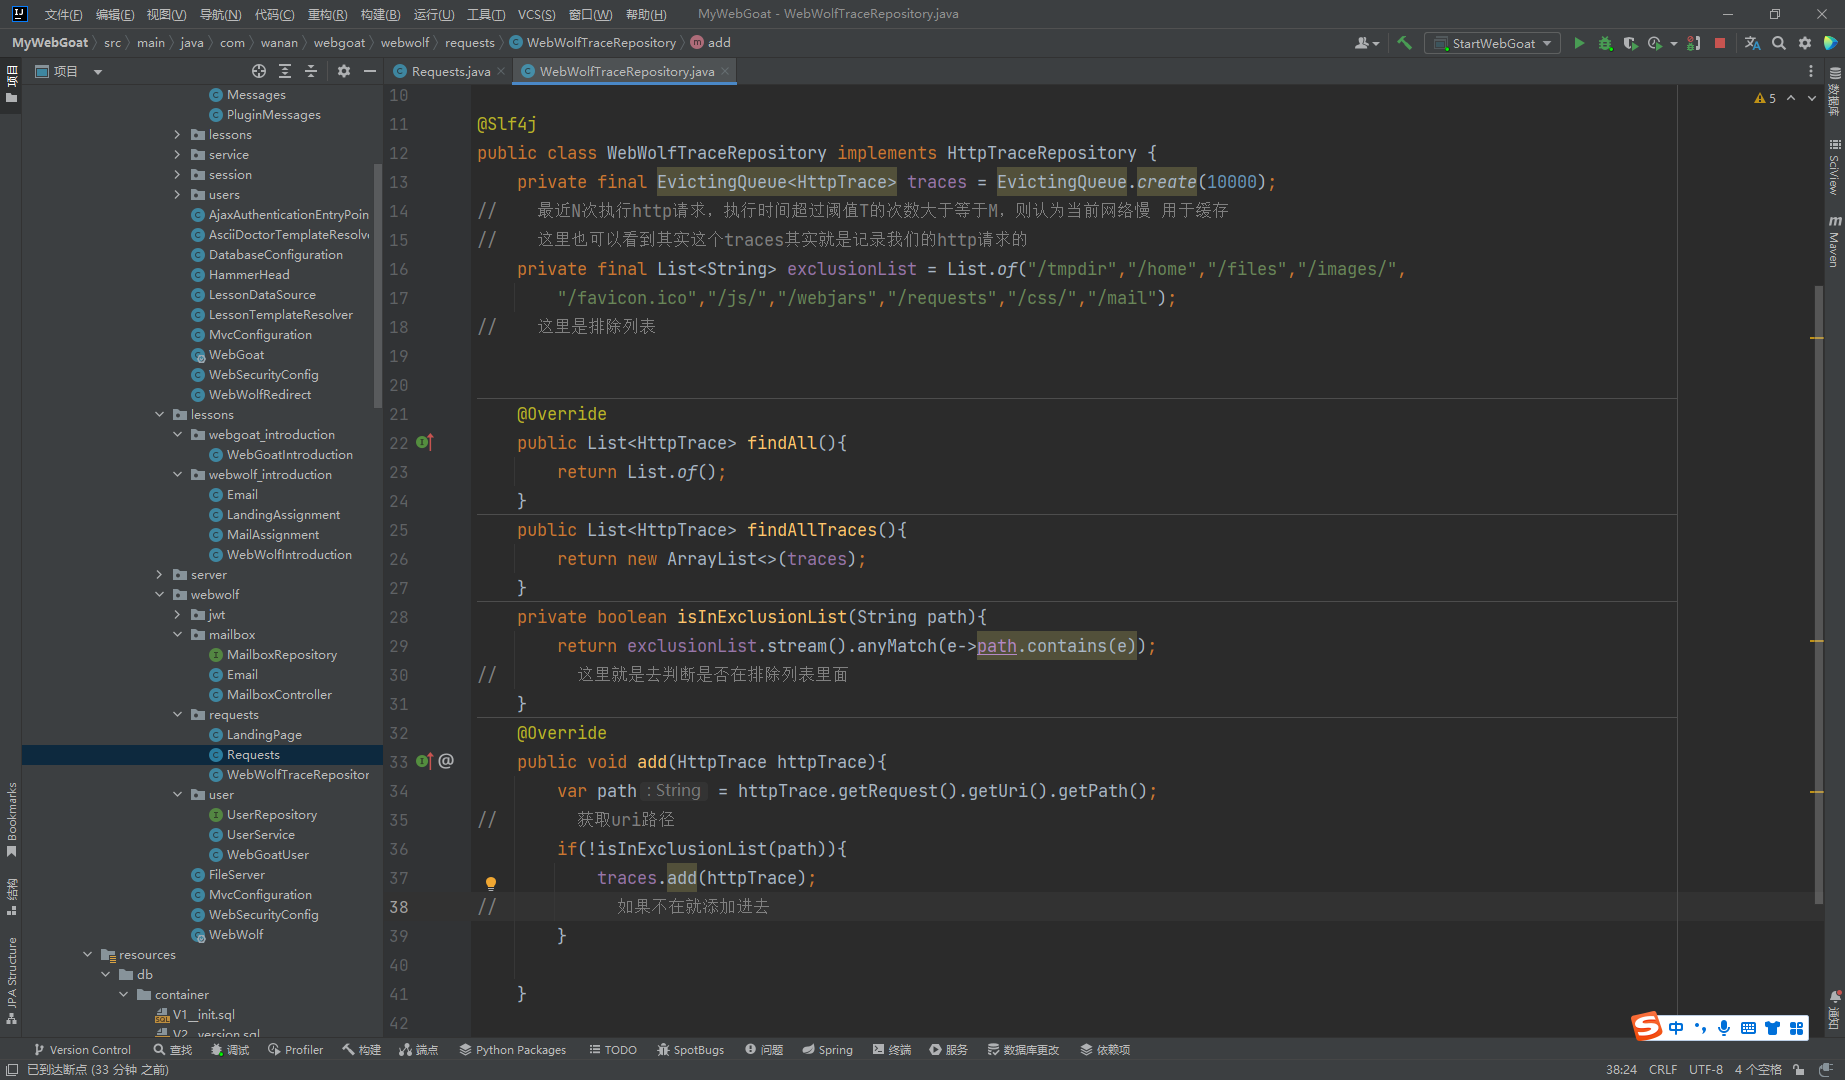 文件(F) 编辑(E) 视图(V) 导航(N) 代码(C) 重构(R) 构建(B) 运行(U) 工具(T) VCS(S) 窗口(W) 帮助(H) MyWebGoat - WebWolfTraceRepository.java
MyWebGoat src main java com wanan webgoat webwolf requests WebWolfTraceRepository add StartWebGoat
项目
项目
Requests.java
WebWolfTraceRepository.java
Messages
PluginMessages
lessons
service
session
users
AjaxAuthenticationEntryPoin
AsciiDoctorTemplateResolv
DatabaseConfiguration
HammerHead
LessonDataSource
LessonTemplateResolver
MvcConfiguration
WebGoat
WebSecurityConfig
WebWolfRedirect
lessons
webgoat_introduction
WebGoatIntroduction
webwolf_introduction
Email
LandingAssignment
MailAssignment
WebWolfIntroduction
server
webwolf
jwt
mailbox
MailboxRepository
Email
MailboxController
requests
LandingPage
Requests
WebWolfTraceRepositor
user
UserRepository
UserService
WebGoatUser
FileServer
MvcConfiguration
WebSecurityConfig
WebWolf
resources
db
container
V1__init.sql
V2__version.sql
Bookmarks
结构
JPA Structure
10
11 @Slf4j
12 public class WebWolfTraceRepository implements HttpTraceRepository {
13 private final EvictingQueue<HttpTrace> traces = EvictingQueue.create(10000);
14 // 最近N次执行http请求，执行时间超过阈值T的次数大于等于M，则认为当前网络慢 用于缓存
15 // 这里也可以看到其实这个traces其实就是记录我们的http请求的
16 private final List<String> exclusionList = List.of("/tmpdir","/home","/files","/images/",
17 "/favicon.ico","/js/","/webjars","/requests","/css/","/mail");
18 // 这里是排除列表
19
20
21 @Override
22 public List<HttpTrace> findAll(){
23 return List.of();
24 }
25 public List<HttpTrace> findAllTraces(){
26 return new ArrayList<>(traces);
27 }
28 private boolean isInExclusionList(String path){
29 return exclusionList.stream().anyMatch(e->path.contains(e));
30 // 这里就是去判断是否在排除列表里面
31 }
32 @Override
33 @ public void add(HttpTrace httpTrace){
34 var path : String = httpTrace.getRequest().getUri().getPath();
35 // 获取uri路径
36 if(!isInExclusionList(path)){
37 traces.add(httpTrace);
38 // 如果不在就添加进去
39 }
40
41 }
42
5
数据库
SciView
Maven
通知
中
Version Control 查找 调试 Profiler 构建 端点 Python Packages TODO SpotBugs 问题 Spring 终端 服务 数据库更改 依赖项
已到达断点 (33 分钟 之前) 38:24 CRLF UTF-8 4 个空格